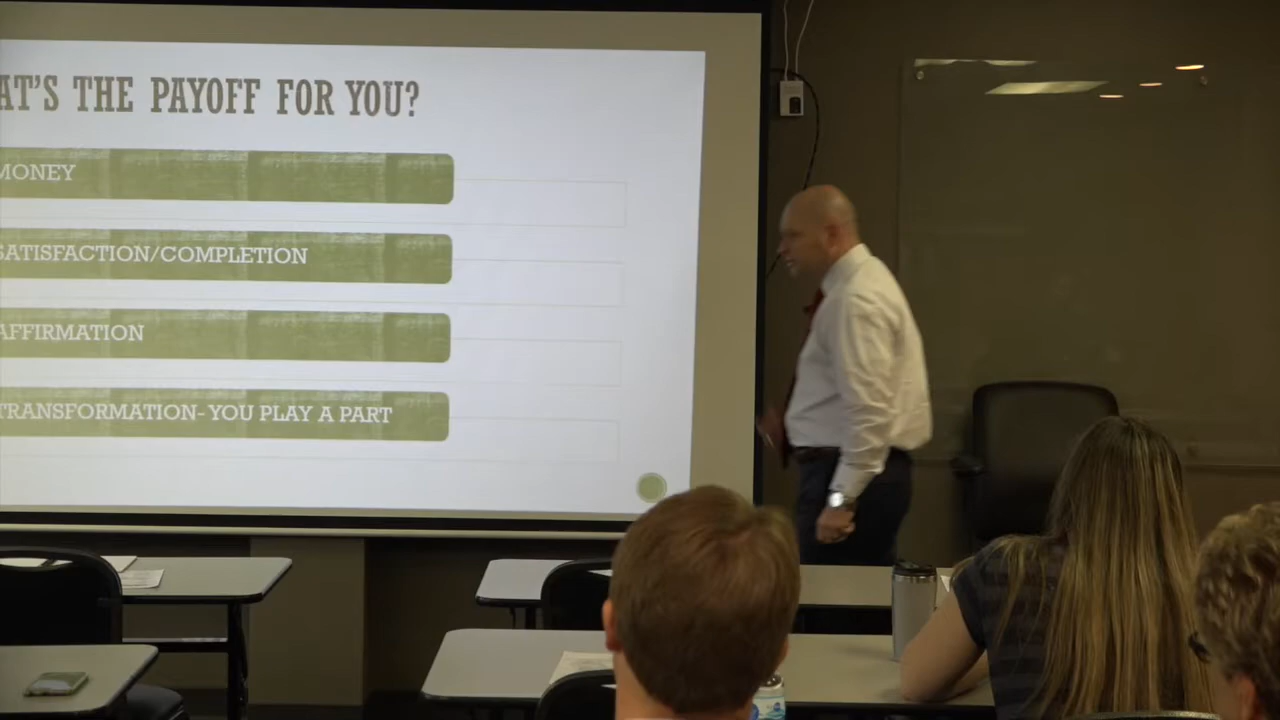 AT'S THE PAYOFF FOR YOU?
MONEY
SATISFACTION/COMPLETION
AFFIRMATION
TRANSFORMATION- YOU PLAY A PART